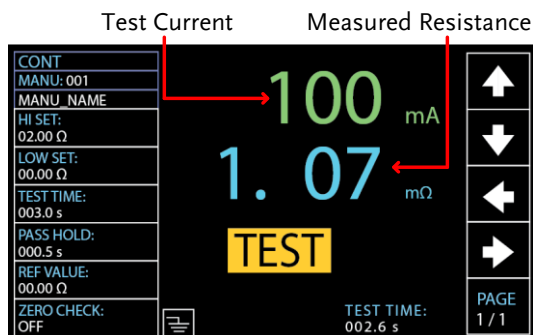 Test Current
Measured Resistance
CONT
MANU: 001
MANU_NAME
HI SET:
02.00 Ω
LOW SET:
00.00 Ω
TEST TIME:
003.0 s
PASS HOLD:
000.5 s
REF VALUE:
00.00 Ω
ZERO CHECK:
OFF
100 mA
1. 07 mΩ
TEST
TEST TIME:
002.6 s
PAGE
1 / 1